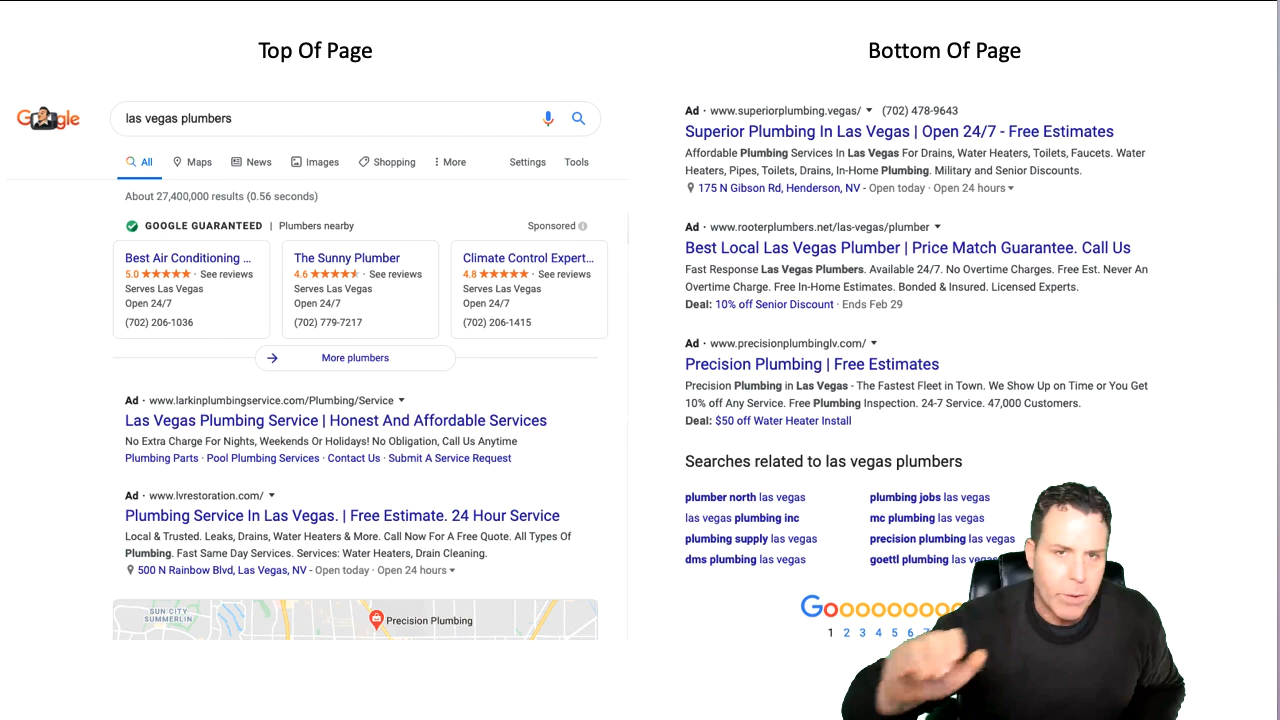 Top Of Page
Google
las vegas plumbers
All
Maps
News
Images
Shopping
More
Settings
Tools
About 27,400,000 results (0.56 seconds)
GOOGLE GUARANTEED | Plumbers nearby
Sponsored
Best Air Conditioning ...
5.0 · See reviews
Serves Las Vegas
Open 24/7
(702) 206-1036
The Sunny Plumber
4.6 · See reviews
Serves Las Vegas
Open 24/7
(702) 779-7217
Climate Control Expert...
4.8 · See reviews
Serves Las Vegas
Open 24/7
(702) 206-1415
More plumbers
Ad · www.larkinplumbingservice.com/Plumbing/Service
Las Vegas Plumbing Service | Honest And Affordable Services
No Extra Charge For Nights, Weekends Or Holidays! No Obligation, Call Us Anytime
Plumbing Parts · Pool Plumbing Services · Contact Us · Submit A Service Request
Ad · www.lvrestoration.com/
Plumbing Service In Las Vegas. | Free Estimate. 24 Hour Service
Local & Trusted. Leaks, Drains, Water Heaters & More. Call Now For A Free Quote. All Types Of
Plumbing. Fast Same Day Services. Services: Water Heaters, Drain Cleaning.
500 N Rainbow Blvd, Las Vegas, NV - Open today · Open 24 hours
SUN CITY
SUMMERLIN
Precision Plumbing
Bottom Of Page
Ad · www.superiorplumbing.vegas/ (702) 478-9643
Superior Plumbing In Las Vegas | Open 24/7 - Free Estimates
Affordable Plumbing Services In Las Vegas For Drains, Water Heaters, Toilets, Faucets. Water
Heaters, Pipes, Toilets, Drains, In-Home Plumbing. Military and Senior Discounts.
175 N Gibson Rd, Henderson, NV - Open today · Open 24 hours
Ad · www.rooterplumbers.net/las-vegas/plumber
Best Local Las Vegas Plumber | Price Match Guarantee. Call Us
Fast Response Las Vegas Plumbers. Available 24/7. No Overtime Charges. Free Est. Never An
Overtime Charge. Free In-Home Estimates. Bonded & Insured. Licensed Experts.
Deal: 10% off Senior Discount · Ends Feb 29
Ad · www.precisionplumbinglv.com/
Precision Plumbing | Free Estimates
Precision Plumbing in Las Vegas - The Fastest Fleet in Town. We Show Up on Time or You Get
10% off Any Service. Free Plumbing Inspection. 24-7 Service. 47,000 Customers.
Deal: $50 off Water Heater Install
Searches related to las vegas plumbers
plumber north las vegas
plumbing jobs las vegas
las vegas plumbing inc
mc plumbing las vegas
plumbing supply las vegas
precision plumbing las vegas
dms plumbing las vegas
goettl plumbing las vegas
Gooooooooo
1 2 3 4 5 6 7